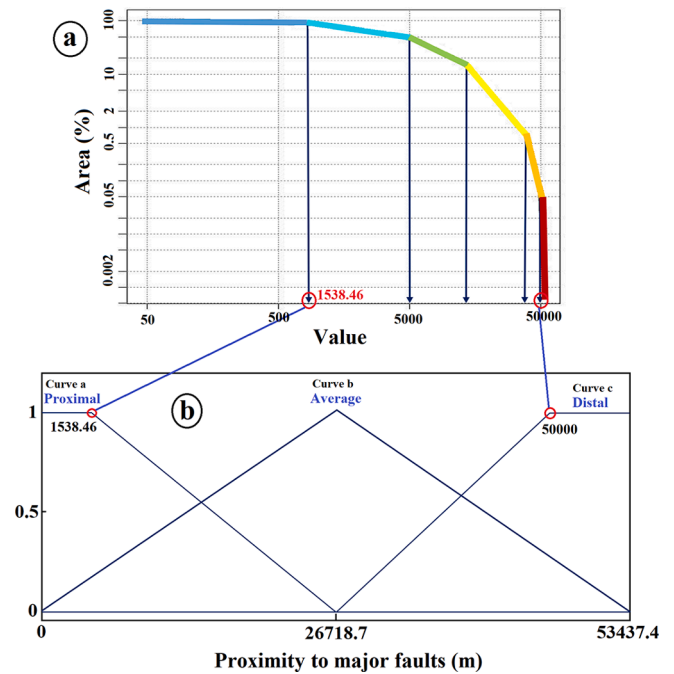 a
100
10
2
0.5
0.05
0.002
Area (%)
1538.46
50
500
5000
50000
Value
Curve a
Proximal
Curve b
Average
Curve c
Distal
b
1
1538.46
50000
0.5
0
0
26718.7
53437.4
Proximity to major faults (m)